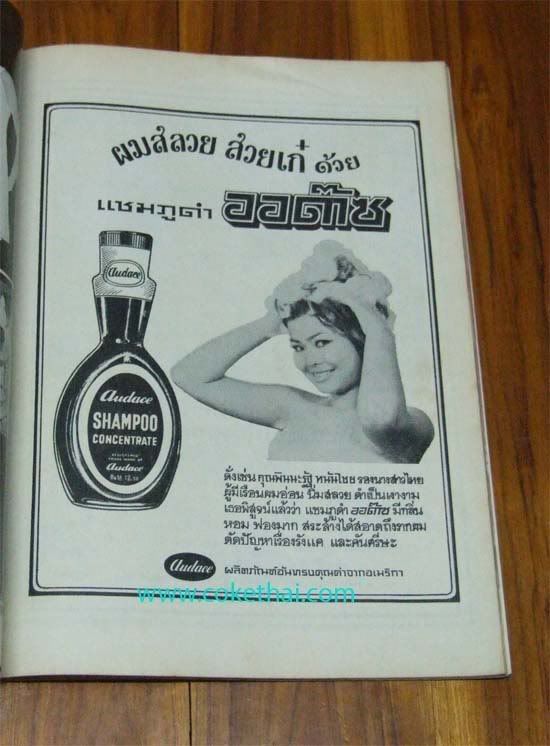 ผมสลวย สวยเก๋ ด้วย
แชมภูดำ ออด๊าซ
Audace
Audace
SHAMPOO
CONCENTRATE
REGISTERED
TRADE MARK OF
Audace
ดั่งเช่น คุณพินนะรัฐ หนันไชย รองนางสาวไทย
ผู้มีเรือนผมอ่อน นิ่มสลวย ดำเป็นเงางาม
เธอพิสูจน์แล้วว่า แชมภูดำ ออด๊าซ มีกลิ่น
หอม ฟองมาก สระล้างได้สอาดถึงรากผม
ตัดปัญหาเรื่องรังแค และคันศรีษะ
Audace ผลิตภัณฑ์อันทรงคุณค่าจากอเมริกา
www.cokethai.com